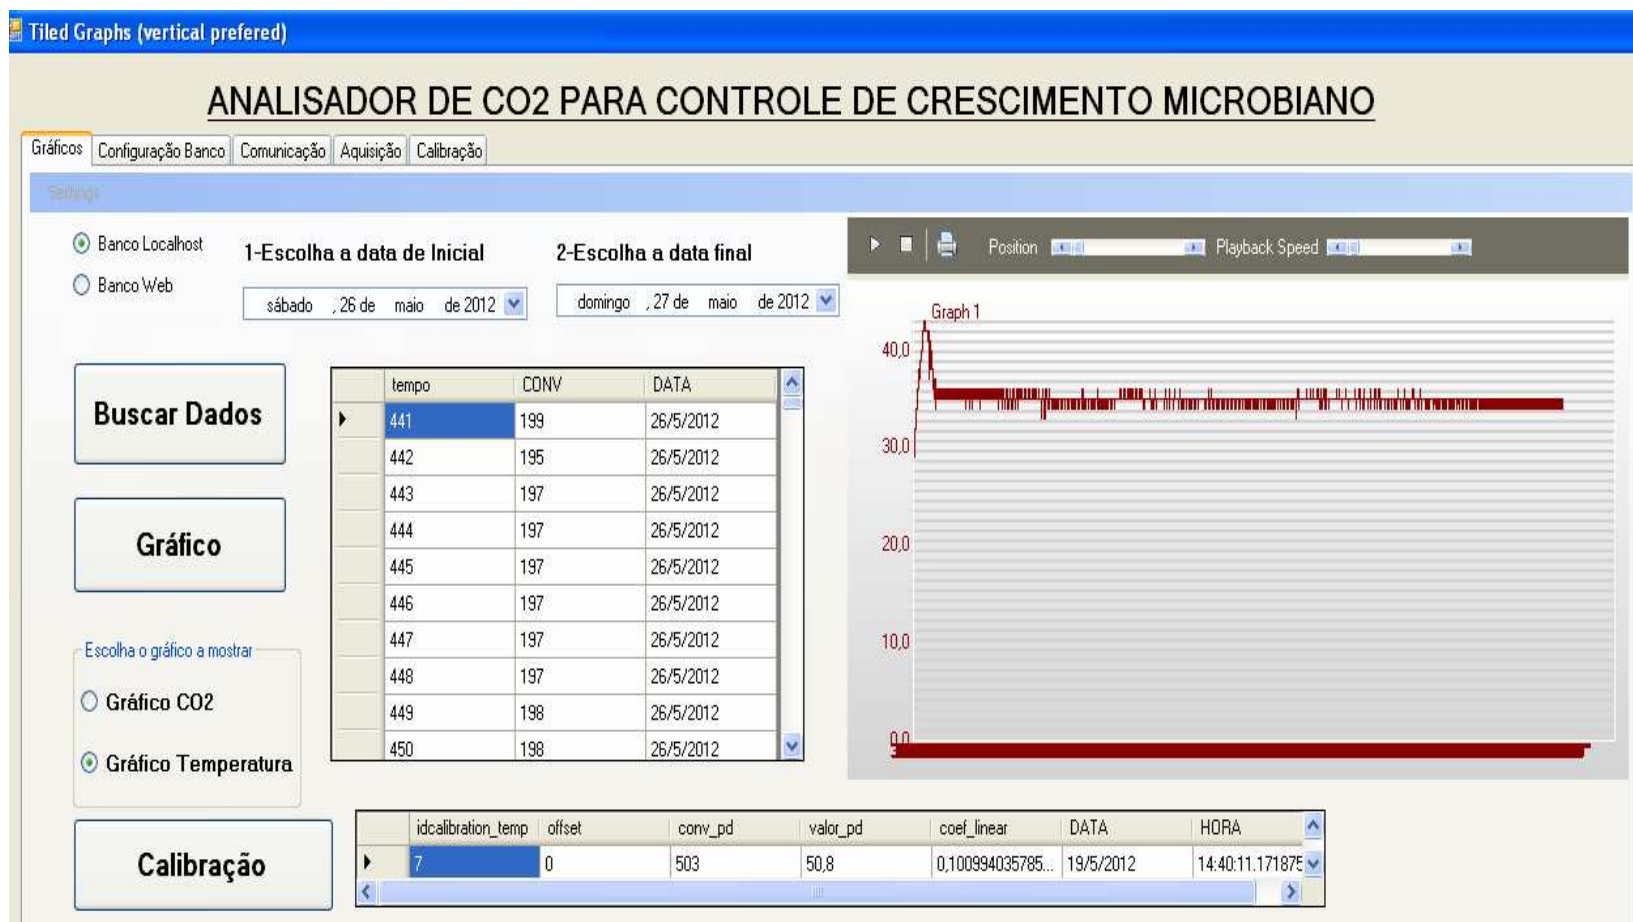 Tiled Graphs (vertical prefered)
ANALISADOR DE CO2 PARA CONTROLE DE CRESCIMENTO MICROBIANO
Gráficos Configuração Banco Comunicação Aquisição Calibração
Settings
Banco Localhost
Banco Web
1-Escolha a data de Inicial
sábado , 26 de maio de 2012
2-Escolha a data final
domingo , 27 de maio de 2012
Buscar Dados
Gráfico
Escolha o gráfico a mostrar
Gráfico CO2
Gráfico Temperatura
Calibração
tempo CONV DATA
441 199 26/5/2012
442 195 26/5/2012
443 197 26/5/2012
444 197 26/5/2012
445 197 26/5/2012
446 197 26/5/2012
447 197 26/5/2012
448 197 26/5/2012
449 198 26/5/2012
450 198 26/5/2012
Position Playback Speed
Graph 1
40,0
30,0
20,0
10,0
0,0
idcalibration_temp offset conv_pd valor_pd coef_linear DATA HORA
7 0 503 50,8 0,100994035785... 19/5/2012 14:40:11.171875